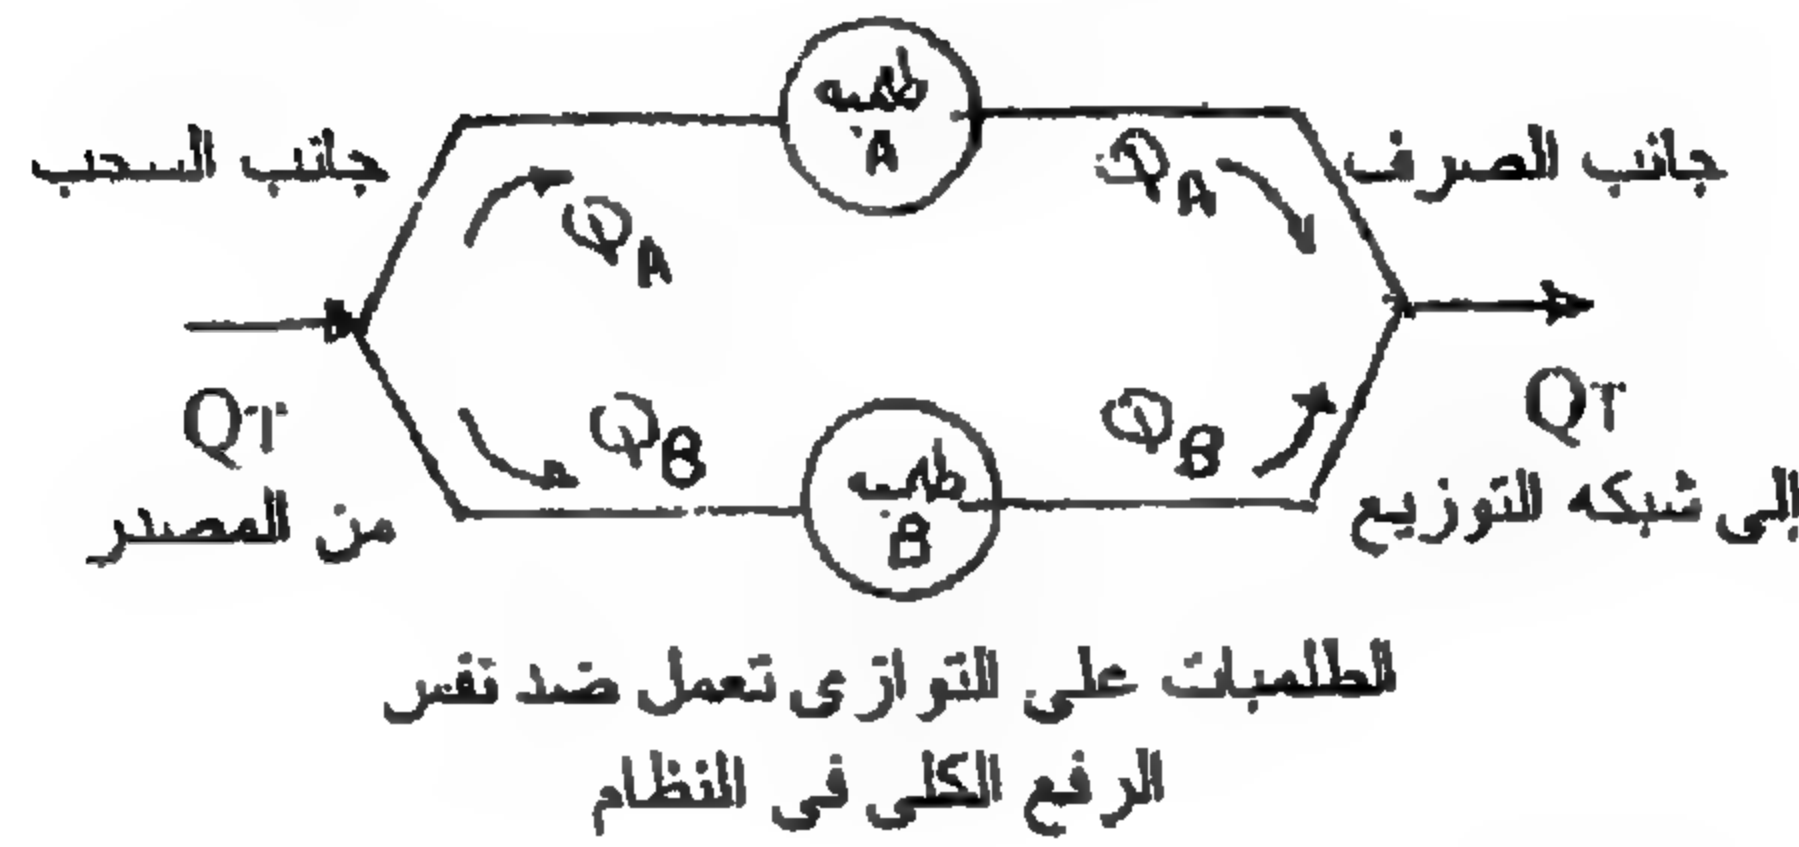 طلمبه
A
جانب الصرف
جانب السحب
QA
QA
QT
QT
QB
QB
إلى شبكه التوزيع
من المصدر
طلمبه
B
الطلمبات على التوازى تعمل ضد نفس
الرفع الكلى فى النظام